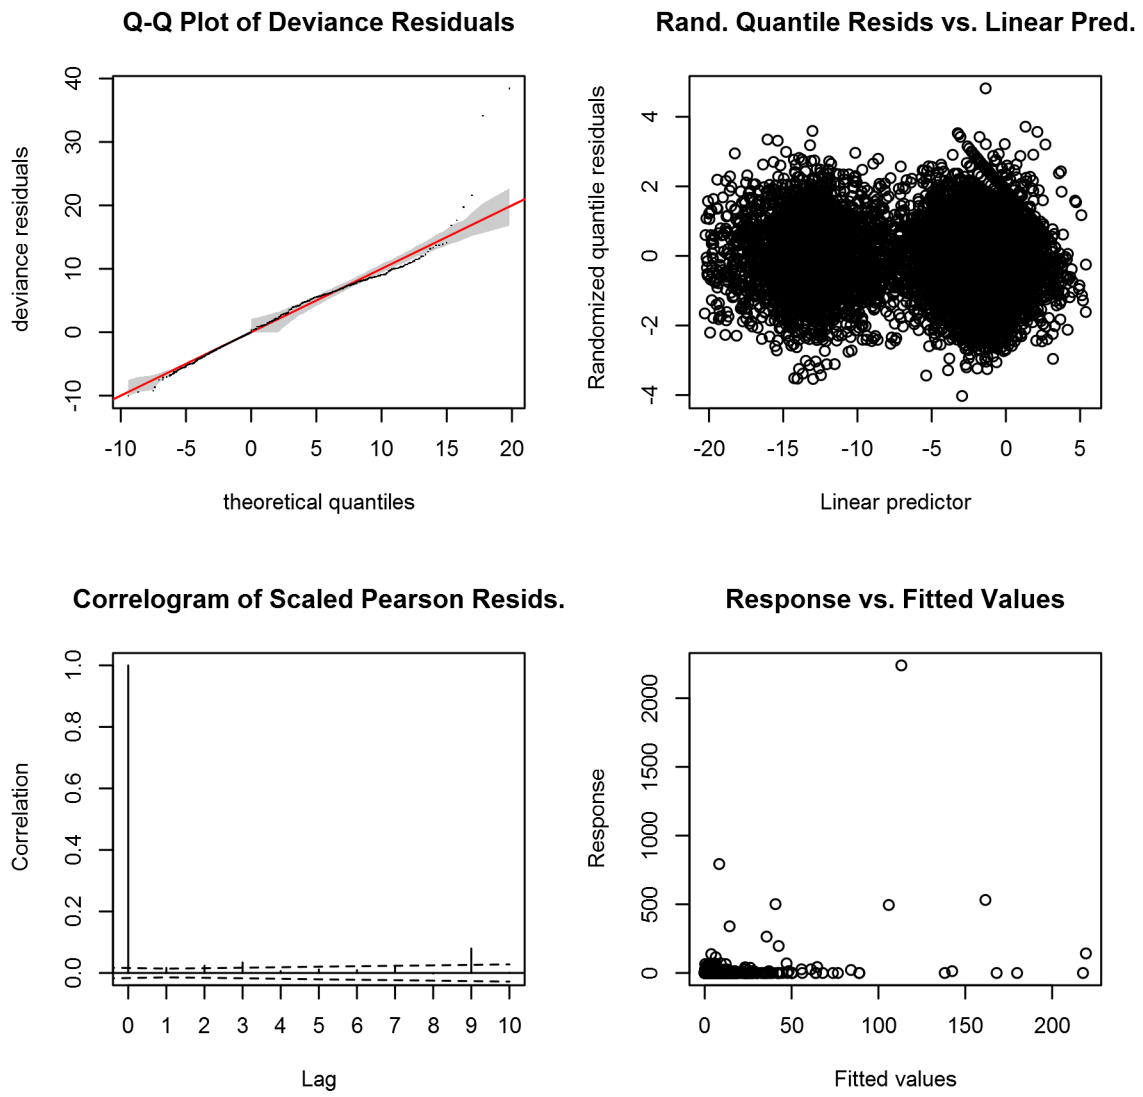 Q-Q Plot of Deviance Residuals
deviance residuals
40
30
20
10
0
-10
-10 -5 0 5 10 15 20
theoretical quantiles
Rand. Quantile Resids vs. Linear Pred.
Randomized quantile residuals
4
2
0
-2
-4
-20 -15 -10 -5 0 5
Linear predictor
Correlogram of Scaled Pearson Resids.
Correlation
1.0
0.8
0.6
0.4
0.2
0.0
0 1 2 3 4 5 6 7 8 9 10
Lag
Response vs. Fitted Values
Response
2000
1500
1000
500
0
0 50 100 150 200
Fitted values